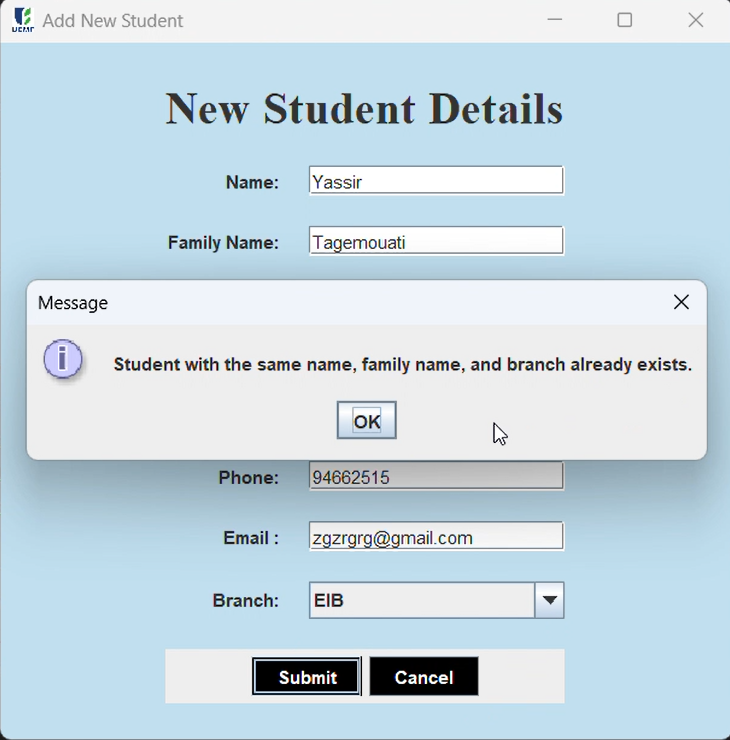 UEMF Add New Student
New Student Details
Name: Yassir
Family Name: Tagemouati
Message
Student with the same name, family name, and branch already exists.
OK
Phone: 94662515
Email : zgzrgrg@gmail.com
Branch: EIB
Submit Cancel